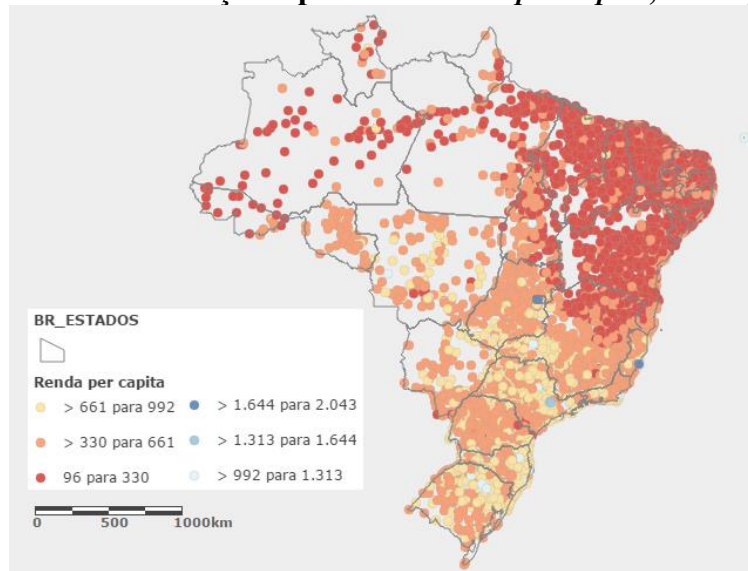 BR_ESTADOS
Renda per capita
> 661 para 992
> 1.644 para 2.043
> 330 para 661
> 1.313 para 1.644
96 para 330
> 992 para 1.313
0 500 1000km